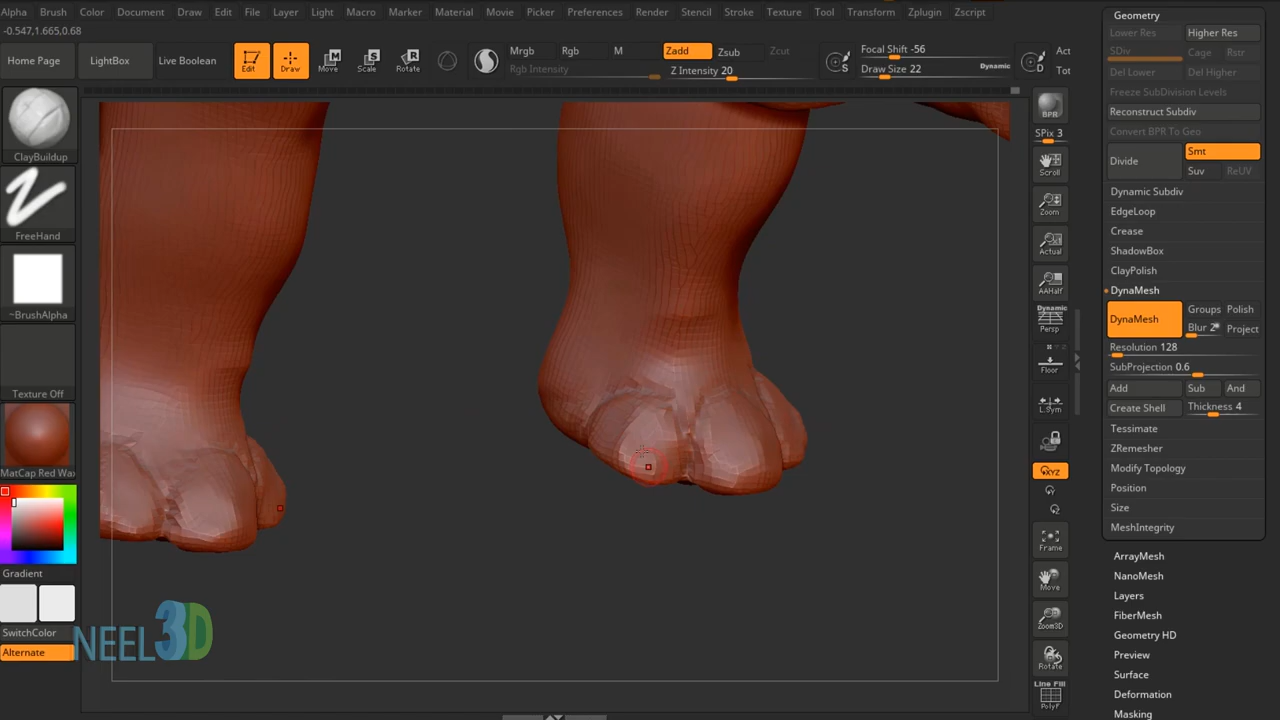 Alpha Brush Color Document Draw Edit File Layer Light Macro Marker Material Movie Picker Preferences Render Stencil Stroke Texture Tool Transform Zplugin Zscript
-0.547,1.665,0.68
Home Page LightBox Live Boolean
Edit Draw Move Scale Rotate
Mrgb Rgb M Zadd Zsub Zcut
Rgb Intensity Z Intensity 20
S Focal Shift -56
Draw Size 22 Dynamic
D Act
Tot
ClayBuildup
FreeHand
~BrushAlpha
Texture Off
MatCap Red Wax
Gradient
SwitchColor
Alternate
NEEL3D
BPR
SPix 3
Scroll
Zoom
Actual
AAHalf
Dynamic
Persp
Floor
L.Sym
XYZ
Frame
Move
Zoom3D
Rotate
Line Fill
PolyF
Geometry
Lower Res Higher Res
SDiv Cage Rstr
Del Lower Del Higher
Freeze SubDivision Levels
Reconstruct Subdiv
Convert BPR To Geo
Divide Smt
Suv ReUV
Dynamic Subdiv
EdgeLoop
Crease
ShadowBox
ClayPolish
DynaMesh
DynaMesh Groups Polish
Blur 2 Project
Resolution 128
SubProjection 0.6
Add Sub And
Create Shell Thickness 4
Tessimate
ZRemesher
Modify Topology
Position
Size
MeshIntegrity
ArrayMesh
NanoMesh
Layers
FiberMesh
Geometry HD
Preview
Surface
Deformation
Masking